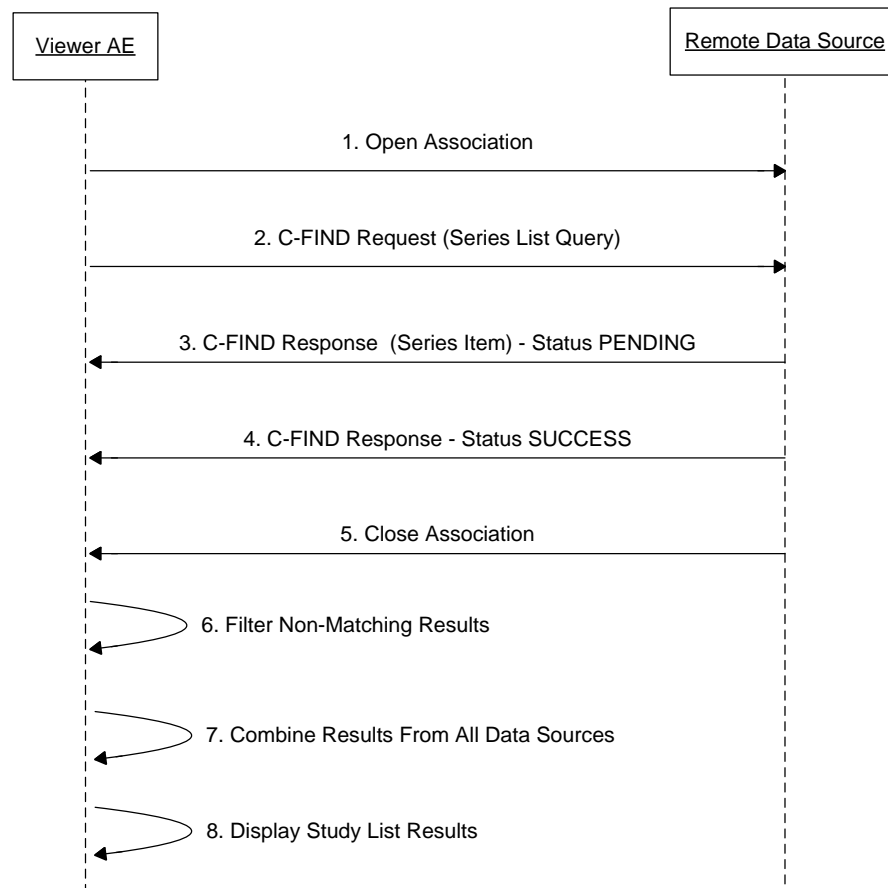 Viewer AE
Remote Data Source
1. Open Association
2. C-FIND Request (Series List Query)
3. C-FIND Response  (Series Item) - Status PENDING
4. C-FIND Response - Status SUCCESS
5. Close Association
6. Filter Non-Matching Results
7. Combine Results From All Data Sources
8. Display Study List Results